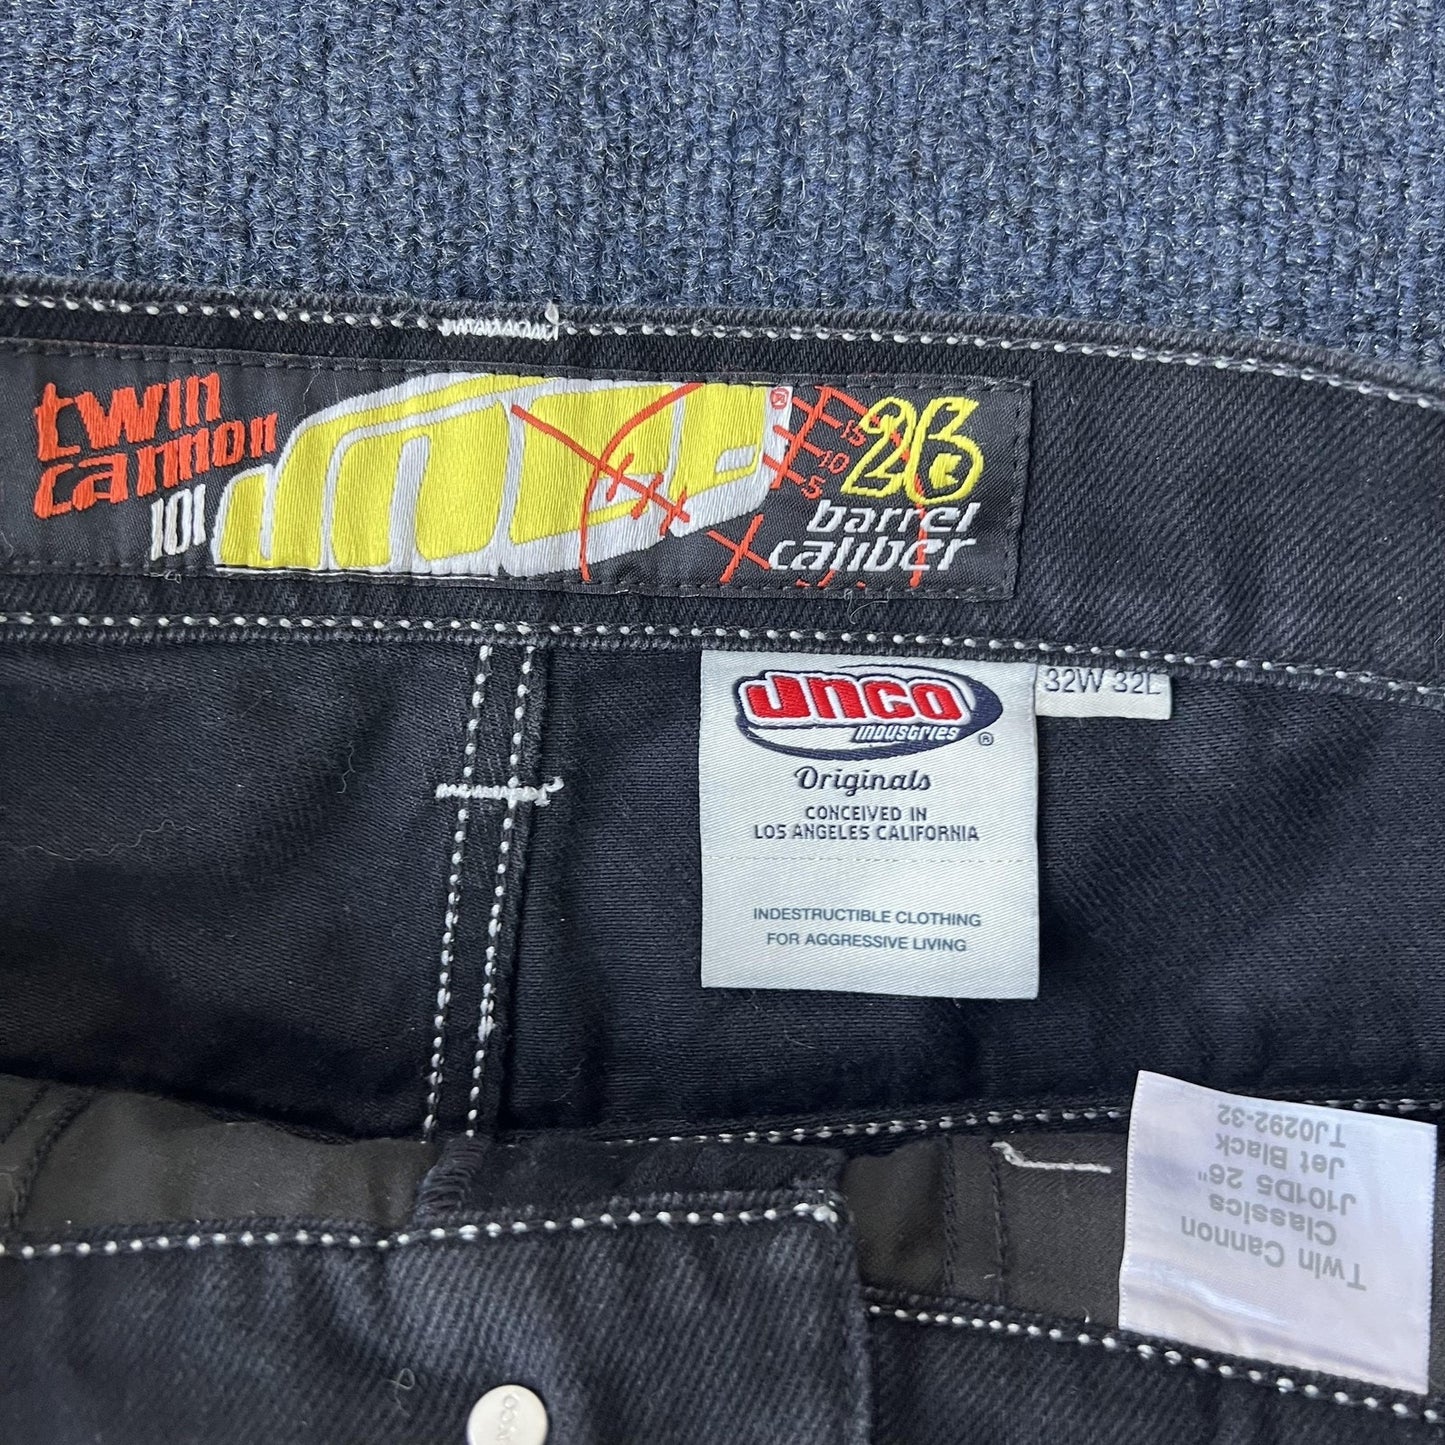 twin
cannon
101
JNCO
®
15
10
5
26
barrel
caliber
JNCO
INDUSTRIES
®
Originals
CONCEIVED IN
LOS ANGELES CALIFORNIA
INDESTRUCTIBLE CLOTHING
FOR AGGRESSIVE LIVING
32W 32L
Twin Cannon
Classics
J101D5 26"
Jet Black
TJ0292-32